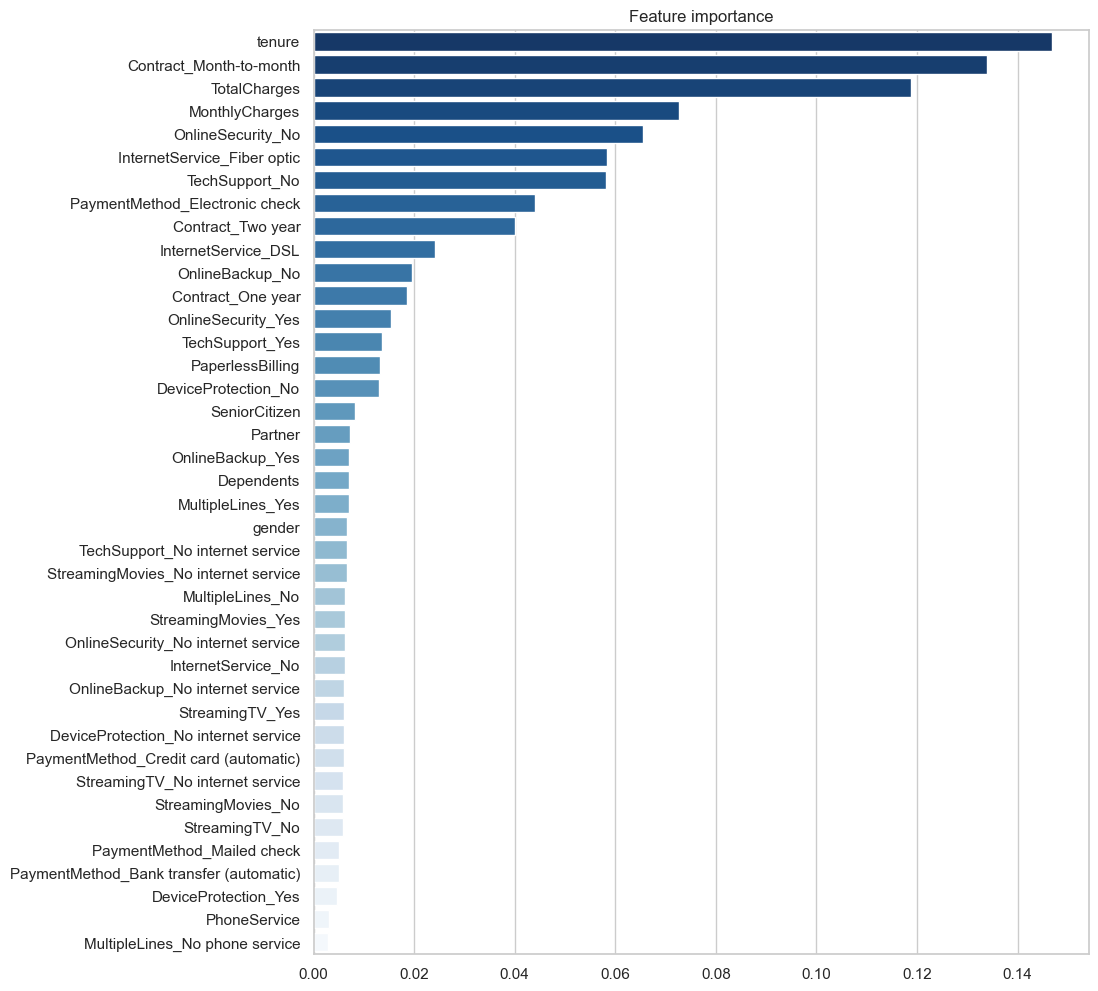 Feature importance
tenure
Contract_Month-to-month
TotalCharges
MonthlyCharges
OnlineSecurity_No
InternetService_Fiber optic
TechSupport_No
PaymentMethod_Electronic check
Contract_Two year
InternetService_DSL
OnlineBackup_No
Contract_One year
OnlineSecurity_Yes
TechSupport_Yes
PaperlessBilling
DeviceProtection_No
SeniorCitizen
Partner
OnlineBackup_Yes
Dependents
MultipleLines_Yes
gender
TechSupport_No internet service
StreamingMovies_No internet service
MultipleLines_No
StreamingMovies_Yes
OnlineSecurity_No internet service
InternetService_No
OnlineBackup_No internet service
StreamingTV_Yes
DeviceProtection_No internet service
PaymentMethod_Credit card (automatic)
StreamingTV_No internet service
StreamingMovies_No
StreamingTV_No
PaymentMethod_Mailed check
PaymentMethod_Bank transfer (automatic)
DeviceProtection_Yes
PhoneService
MultipleLines_No phone service
0.00 0.02 0.04 0.06 0.08 0.10 0.12 0.14